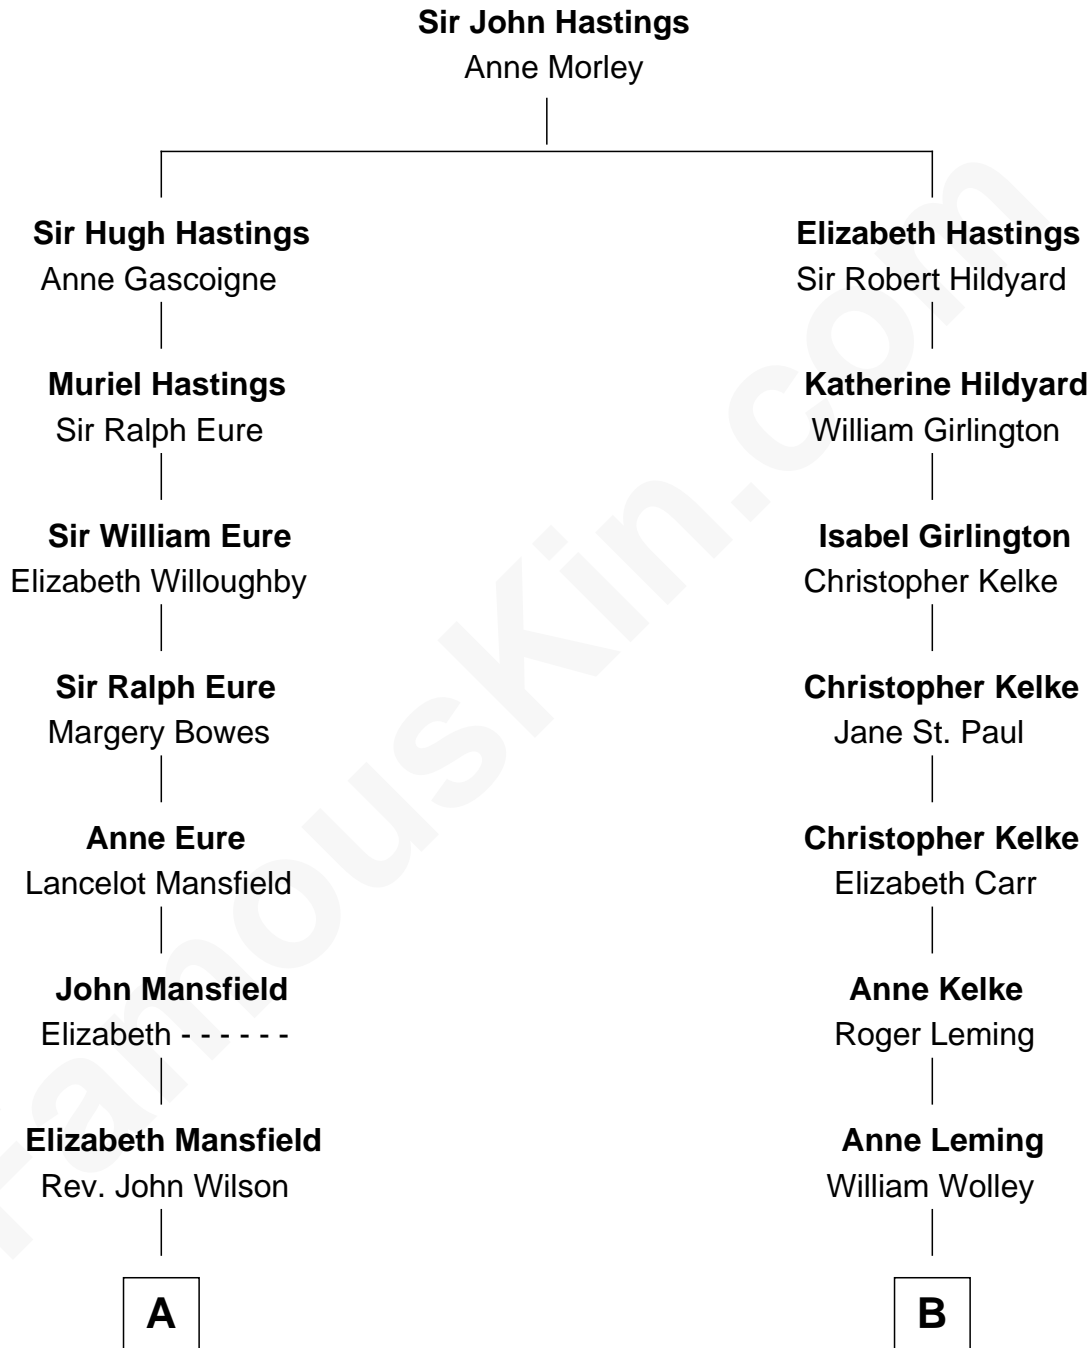 Sir John Hastings
Anne Morley
Sir Hugh Hastings
Anne Gascoigne
Elizabeth Hastings
Sir Robert Hildyard
Muriel Hastings
Sir Ralph Eure
Katherine Hildyard
William Girlington
Sir William Eure
Elizabeth Willoughby
Isabel Girlington
Christopher Kelke
Sir Ralph Eure
Margery Bowes
Christopher Kelke
Jane St. Paul
Anne Eure
Lancelot Mansfield
Christopher Kelke
Elizabeth Carr
John Mansfield
Elizabeth - - - - - -
Anne Kelke
Roger Leming
Elizabeth Mansfield
Rev. John Wilson
Anne Leming
William Wolley
A
B
FamousKin.com